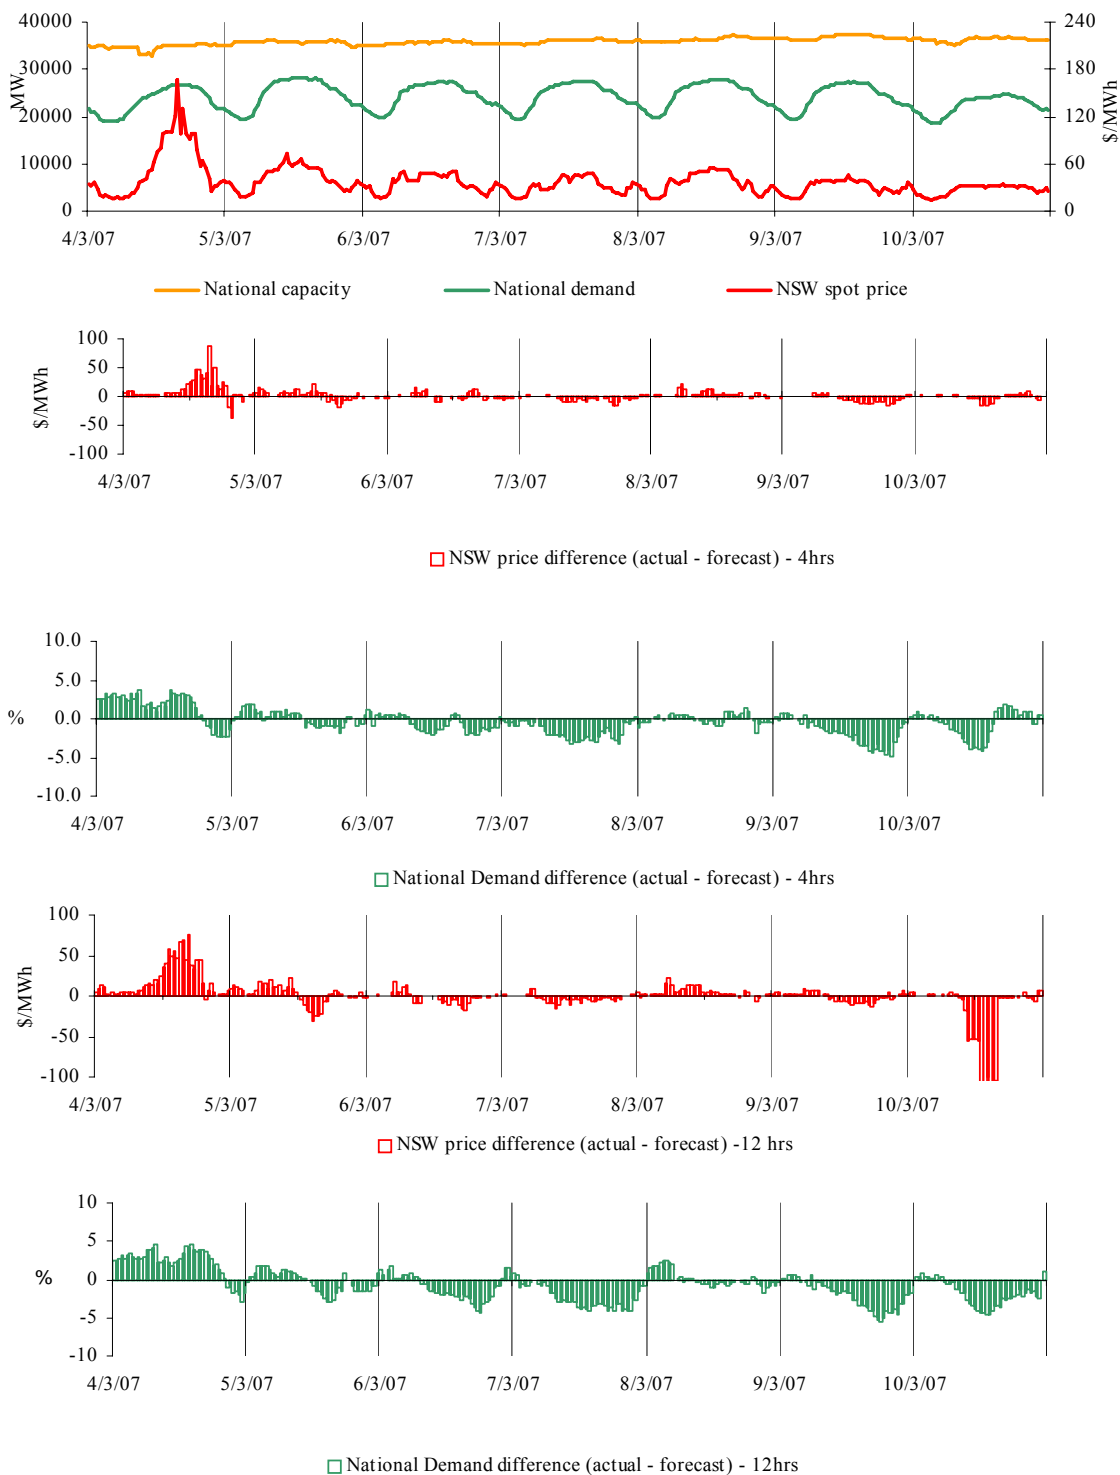 40000
30000
20000
10000
0
MW
240
180
120
60
0
$/MWh
4/3/07 5/3/07 6/3/07 7/3/07 8/3/07 9/3/07 10/3/07
National capacity National demand NSW spot price
100
50
0
-50
-100
$/MWh
4/3/07 5/3/07 6/3/07 7/3/07 8/3/07 9/3/07 10/3/07
NSW price difference (actual - forecast) - 4hrs
10.0
5.0
0.0
-5.0
-10.0
%
4/3/07 5/3/07 6/3/07 7/3/07 8/3/07 9/3/07 10/3/07
National Demand difference (actual - forecast) - 4hrs
100
50
0
-50
-100
$/MWh
4/3/07 5/3/07 6/3/07 7/3/07 8/3/07 9/3/07 10/3/07
NSW price difference (actual - forecast) -12 hrs
10
5
0
-5
-10
%
4/3/07 5/3/07 6/3/07 7/3/07 8/3/07 9/3/07 10/3/07
National Demand difference (actual - forecast) - 12hrs